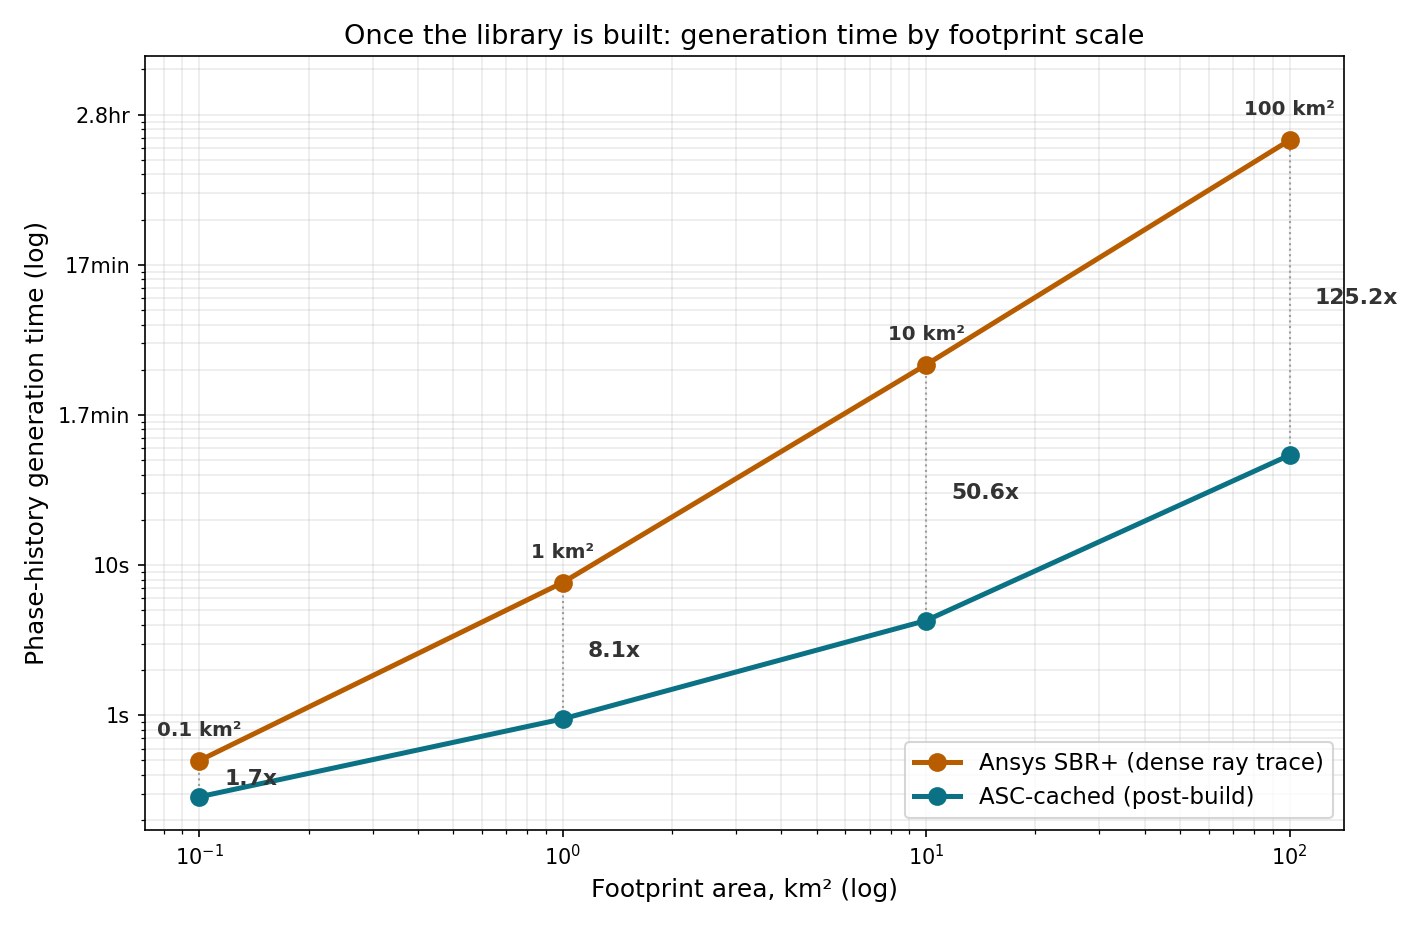 Once the library is built: generation time by footprint scale
Phase-history generation time (log)
2.8hr
17min
1.7min
10s
1s
100 km²
125.2x
10 km²
50.6x
1 km²
8.1x
0.1 km²
1.7x
Ansys SBR+ (dense ray trace)
ASC-cached (post-build)
10⁻¹
10⁰
10¹
10²
Footprint area, km² (log)